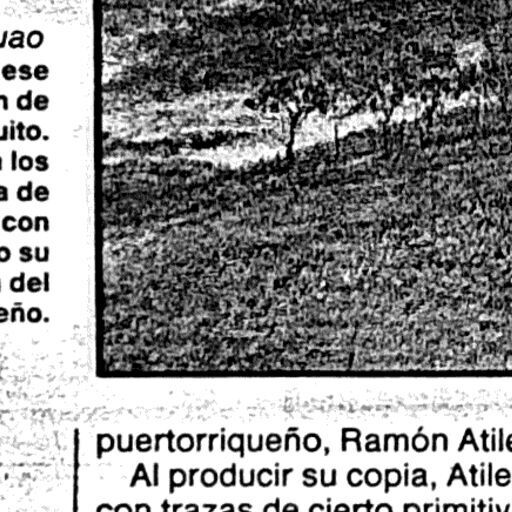 uao
ese
n de
uito.
los
a de
con
o su
del
eño.
puertorriqueño, Ramón Atile
Al producir su copia, Atile
con trazas de cierto primitiv